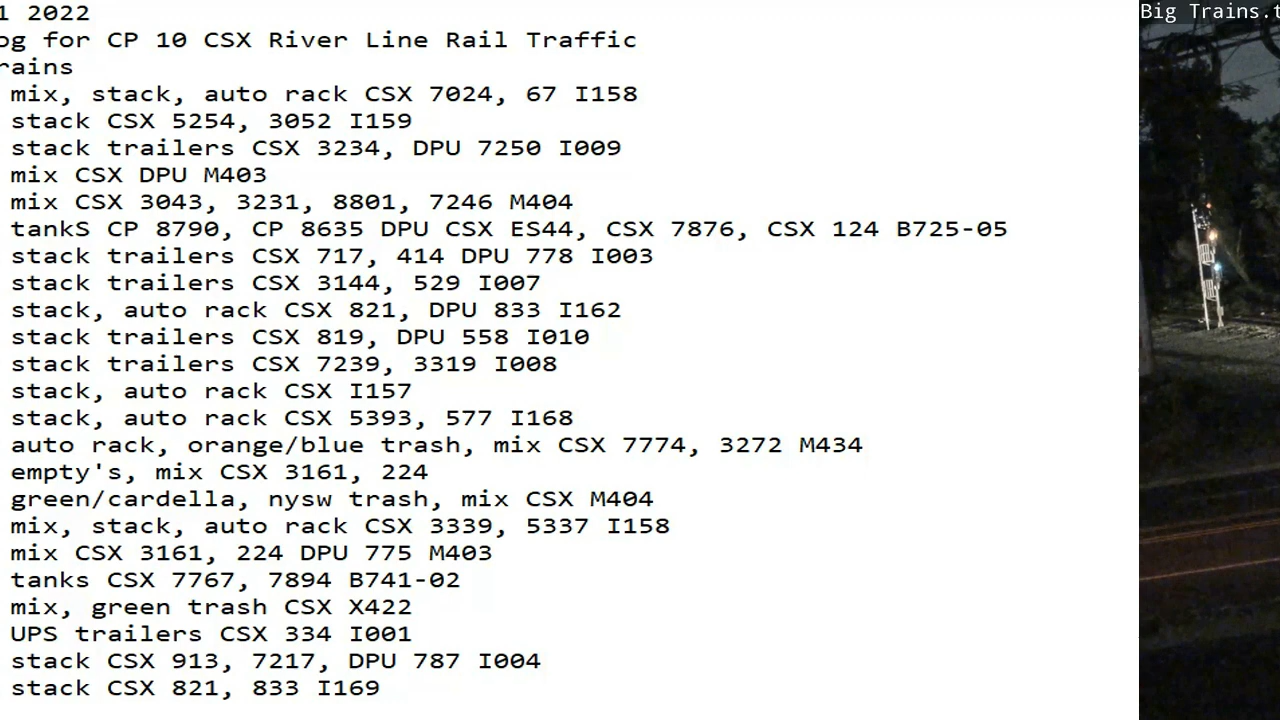 1 2022
og for CP 10 CSX River Line Rail Traffic
rains
mix, stack, auto rack CSX 7024, 67 I158
stack CSX 5254, 3052 I159
stack trailers CSX 3234, DPU 7250 I009
mix CSX DPU M403
mix CSX 3043, 3231, 8801, 7246 M404
tankS CP 8790, CP 8635 DPU CSX ES44, CSX 7876, CSX 124 B725-05
stack trailers CSX 717, 414 DPU 778 I003
stack trailers CSX 3144, 529 I007
stack, auto rack CSX 821, DPU 833 I162
stack trailers CSX 819, DPU 558 I010
stack trailers CSX 7239, 3319 I008
stack, auto rack CSX I157
stack, auto rack CSX 5393, 577 I168
auto rack, orange/blue trash, mix CSX 7774, 3272 M434
empty's, mix CSX 3161, 224
green/cardella, nysw trash, mix CSX M404
mix, stack, auto rack CSX 3339, 5337 I158
mix CSX 3161, 224 DPU 775 M403
tanks CSX 7767, 7894 B741-02
mix, green trash CSX X422
UPS trailers CSX 334 I001
stack CSX 913, 7217, DPU 787 I004
stack CSX 821, 833 I169
Big Trains.t